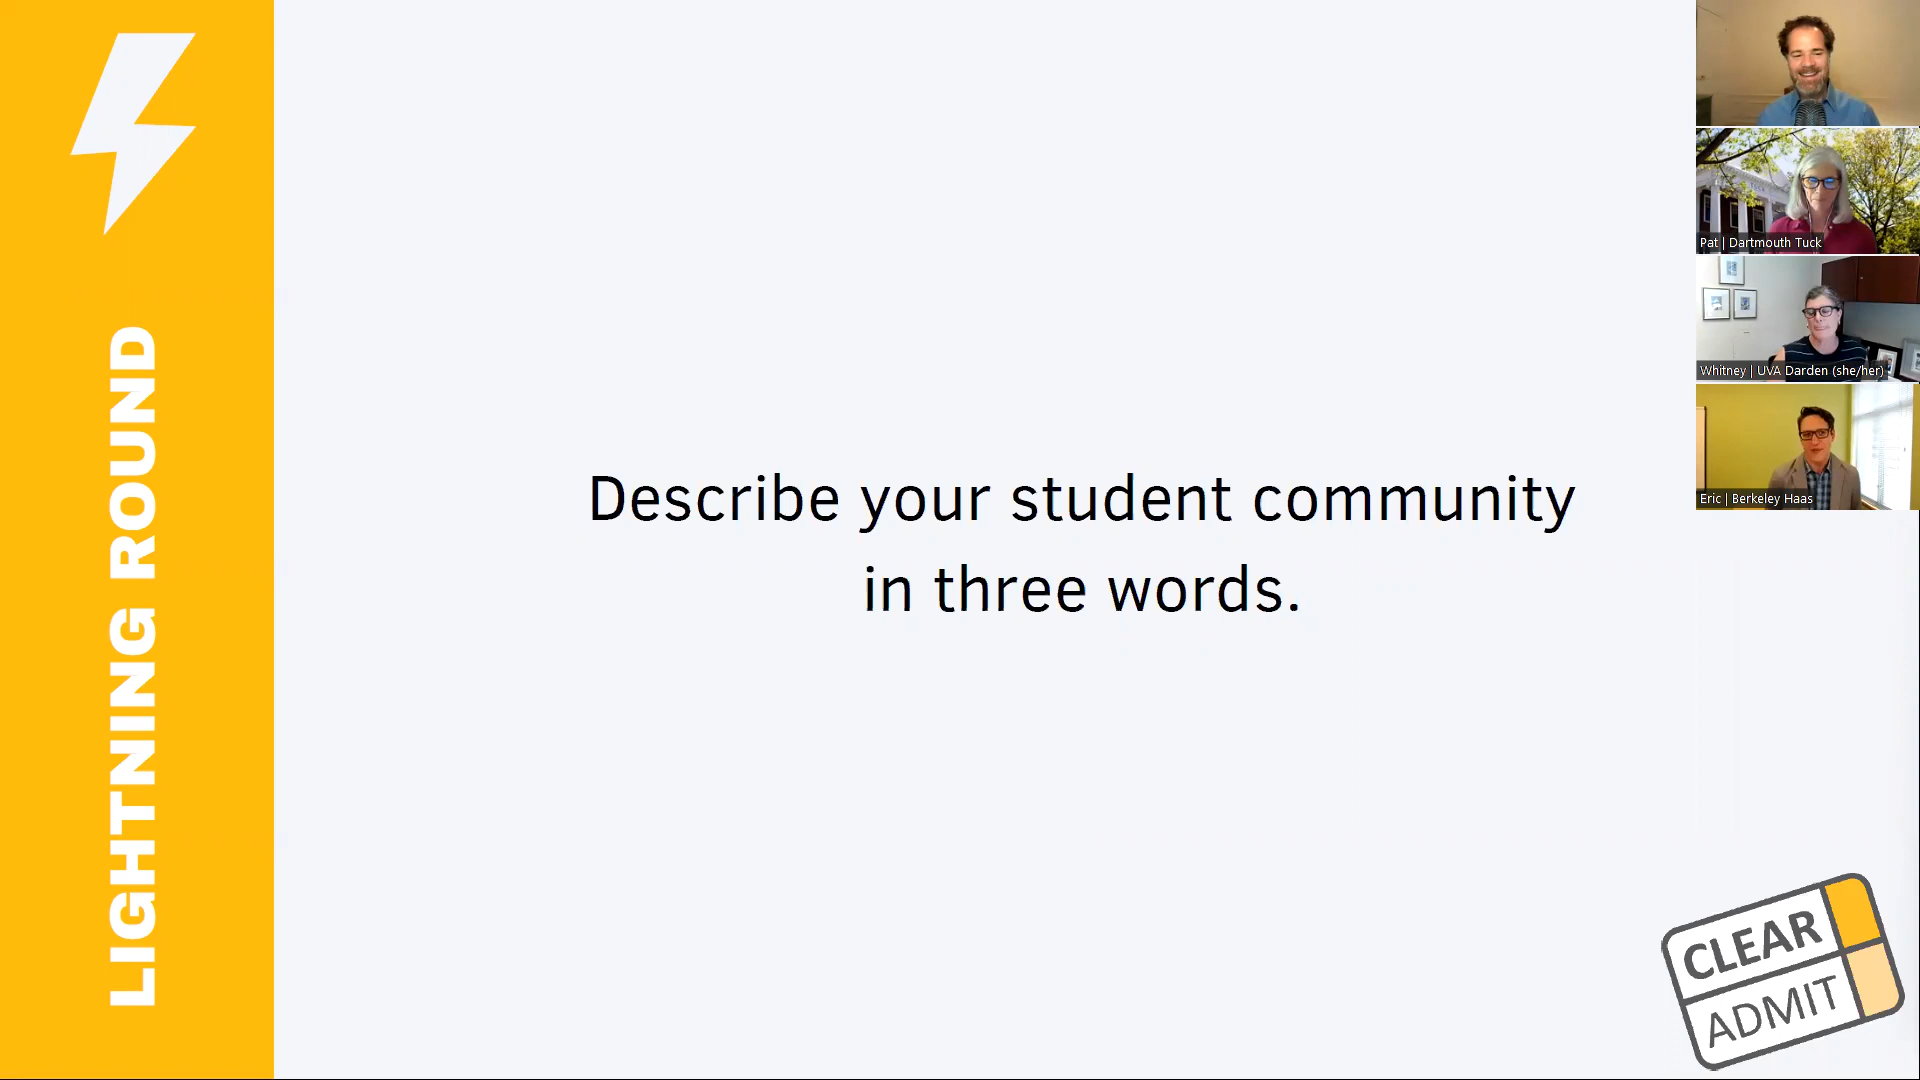 LIGHTNING ROUND
Describe your student community
in three words.
Pat | Dartmouth Tuck
Whitney | UVA Darden (she/her)
Eric | Berkeley Haas
CLEAR
ADMIT